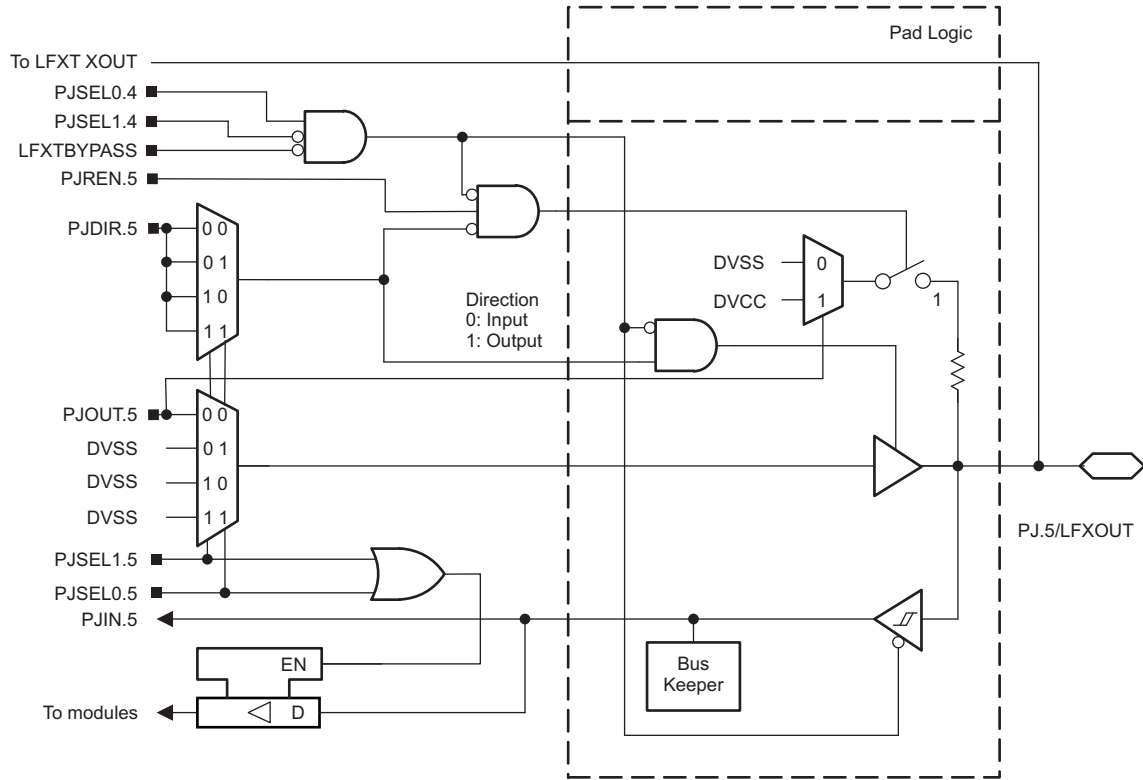 Pad Logic
To LFXT XOUT
PJSEL0.4
PJSEL1.4
LFXTBYPASS
PJREN.5
PJDIR.5
0 0
0 1
1 0
1 1
Direction
0: Input
1: Output
DVSS
0
DVCC
1
1
PJOUT.5
0 0
DVSS
0 1
DVSS
1 0
DVSS
1 1
PJ.5/LFXOUT
PJSEL1.5
PJSEL0.5
PJIN.5
EN
D
To modules
Bus
Keeper